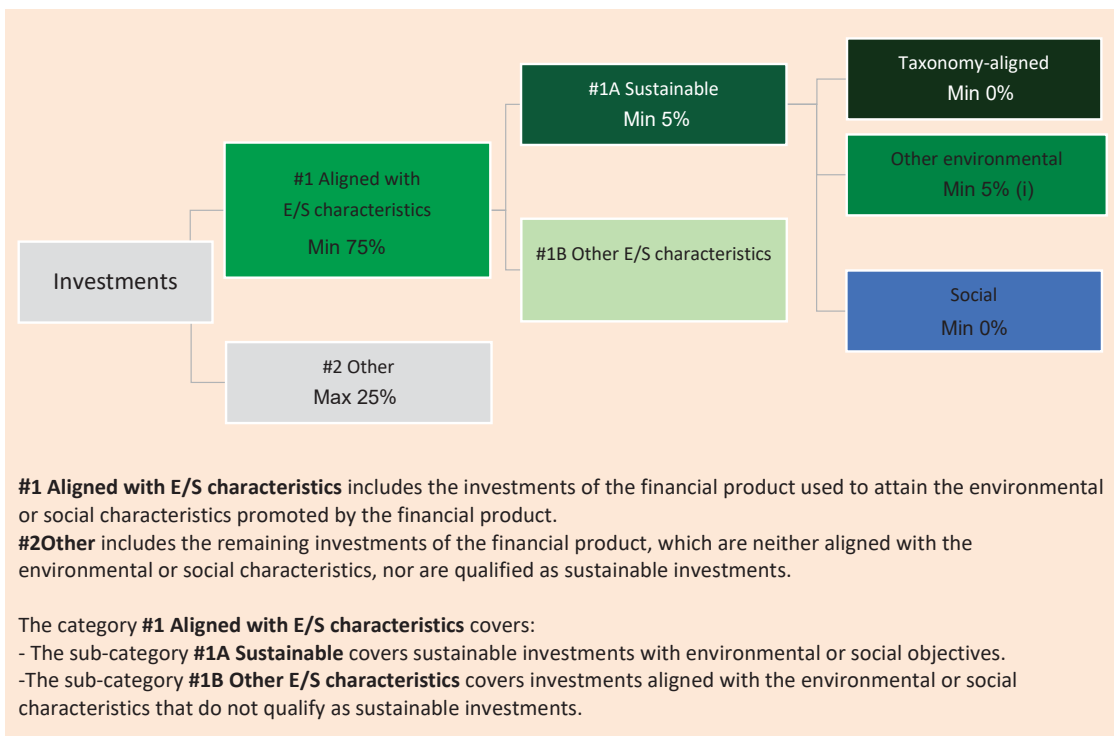 Investments
#1 Aligned with
E/S characteristics
Min 75%
#2 Other
Max 25%
#1A Sustainable
Min 5%
#1B Other E/S characteristics
Taxonomy-aligned
Min 0%
Other environmental
Min 5% (i)
Social
Min 0%
#1 Aligned with E/S characteristics includes the investments of the financial product used to attain the environmental
or social characteristics promoted by the financial product.
#2Other includes the remaining investments of the financial product, which are neither aligned with the
environmental or social characteristics, nor are qualified as sustainable investments.
The category #1 Aligned with E/S characteristics covers:
- The sub-category #1A Sustainable covers sustainable investments with environmental or social objectives.
-The sub-category #1B Other E/S characteristics covers investments aligned with the environmental or social
characteristics that do not qualify as sustainable investments.